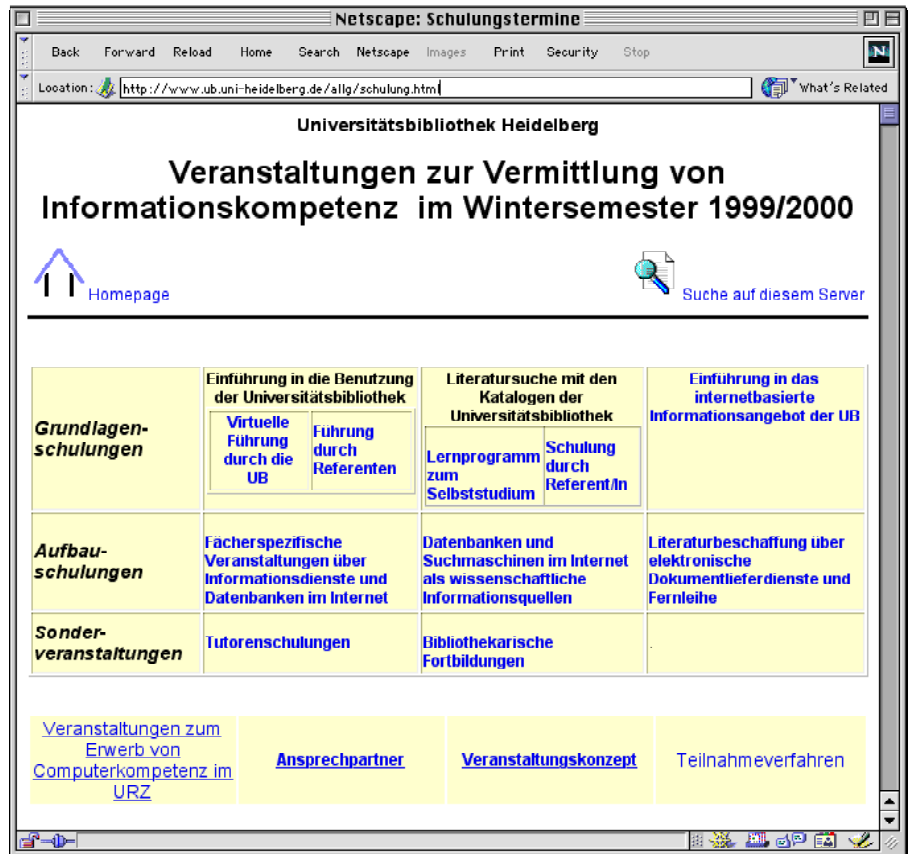 Netscape: Schulungstermine
Back Forward Reload Home Search Netscape Images Print Security Stop
N
Location: http://www.ub.uni-heidelberg.de/allg/schulung.html What's Related
Universitätsbibliothek Heidelberg
Veranstaltungen zur Vermittlung von
Informationskompetenz im Wintersemester 1999/2000
Homepage
Suche auf diesem Server
Grundlagen-
schulungen
Einführung in die Benutzung
der Universitätsbibliothek
Virtuelle
Führung
durch die
UB
Führung
durch
Referenten
Literatursuche mit den
Katalogen der
Universitätsbibliothek
Lernprogramm
zum
Selbststudium
Schulung
durch
Referent/In
Einführung in das
internetbasierte
Informationsangebot der UB
Aufbau-
schulungen
Fächerspezifische
Veranstaltungen über
Informationsdienste und
Datenbanken im Internet
Datenbanken und
Suchmaschinen im Internet
als wissenschaftliche
Informationsquellen
Literaturbeschaffung über
elektronische
Dokumentlieferdienste und
Fernleihe
Sonder-
veranstaltungen
Tutorenschulungen
Bibliothekarische
Fortbildungen
.
Veranstaltungen zum
Erwerb von
Computerkompetenz im
URZ
Ansprechpartner
Veranstaltungskonzept
Teilnahmeverfahren